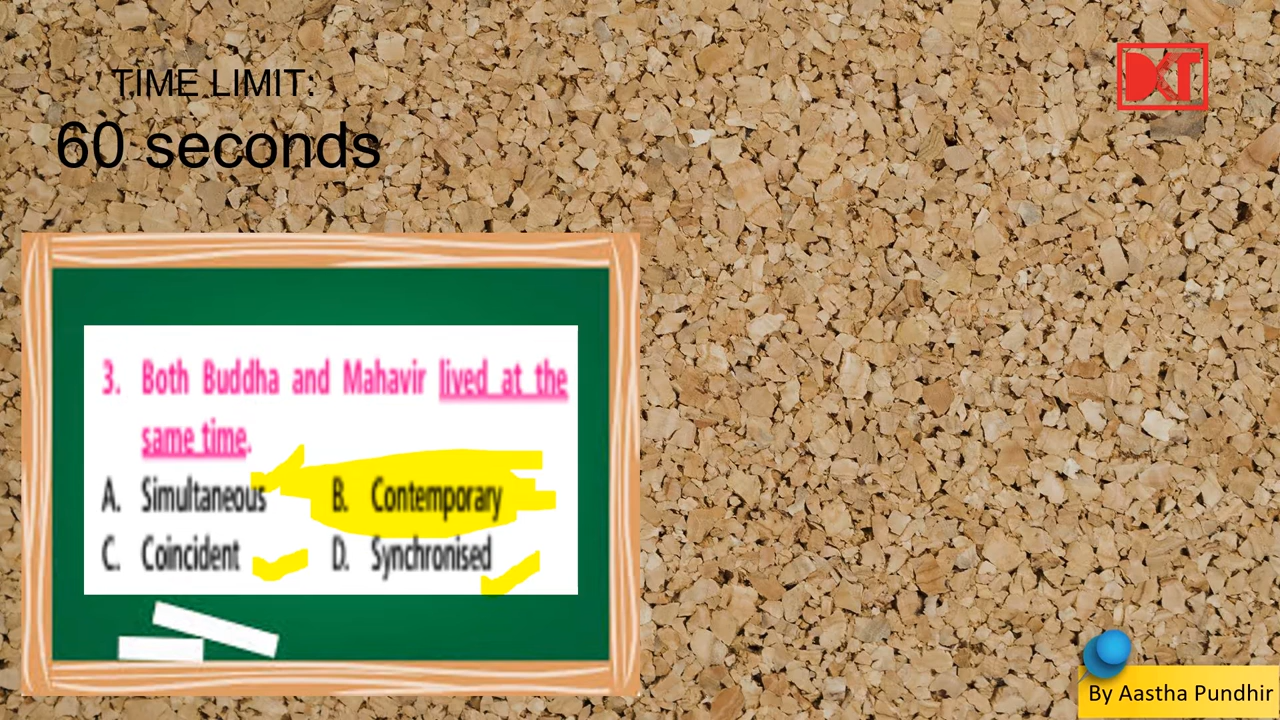 TIME LIMIT:
60 seconds
DKT
3. Both Buddha and Mahavir lived at the
same time.
A. Simultaneous B. Contemporary
C. Coincident D. Synchronised
By Aastha Pundhir